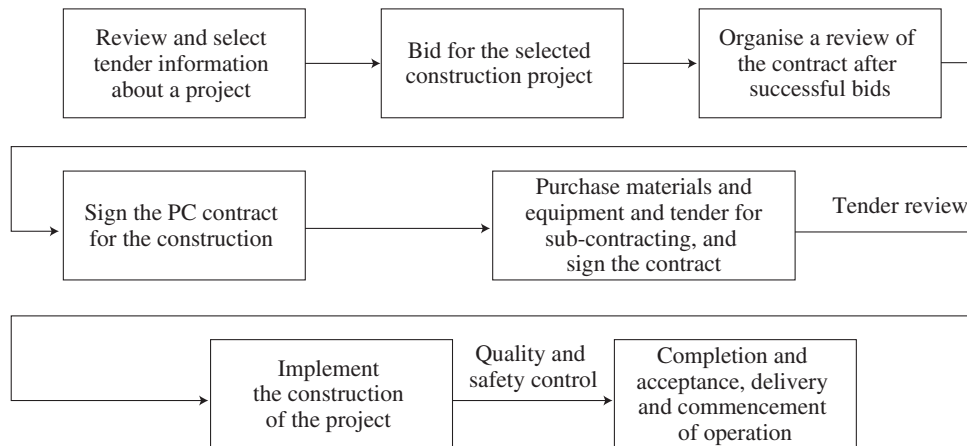 Review and select
tender information
about a project
Bid for the selected
construction project
Organise a review of
the contract after
successful bids
Sign the PC contract
for the construction
Purchase materials and
equipment and tender for
sub-contracting, and
sign the contract
Tender review
Implement
the construction
of the project
Quality and
safety control
Completion and
acceptance, delivery
and commencement
of operation